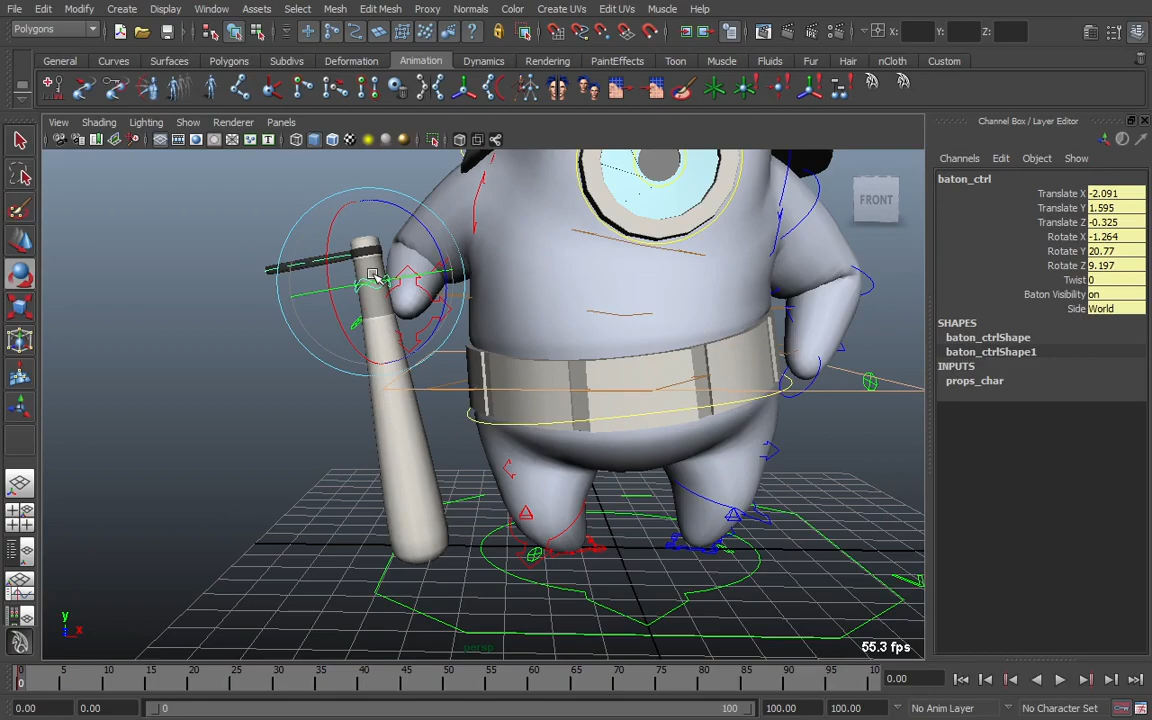 File Edit Modify Create Display Window Assets Select Mesh Edit Mesh Proxy Normals Color Create UVs Edit UVs Muscle Help
Polygons X: Y: Z:
General Curves Surfaces Polygons Subdivs Deformation Animation Dynamics Rendering PaintEffects Toon Muscle Fluids Fur Hair nCloth Custom
View Shading Lighting Show Renderer Panels
Channel Box / Layer Editor
Channels Edit Object Show
baton_ctrl
Translate X -2.091
Translate Y 1.595
Translate Z -0.325
Rotate X -1.264
Rotate Y 20.77
Rotate Z 9.197
Twist 0
Baton Visibility on
Side World
SHAPES
baton_ctrlShape
baton_ctrlShape1
INPUTS
props_char
FRONT
y
x
persp
55.3 fps
0 5 10 15 20 25 30 35 40 45 50 55 60 65 70 75 80 85 90 95 10
0
0.00
0.00 0.00 0 100 100.00 100.00 No Anim Layer No Character Set